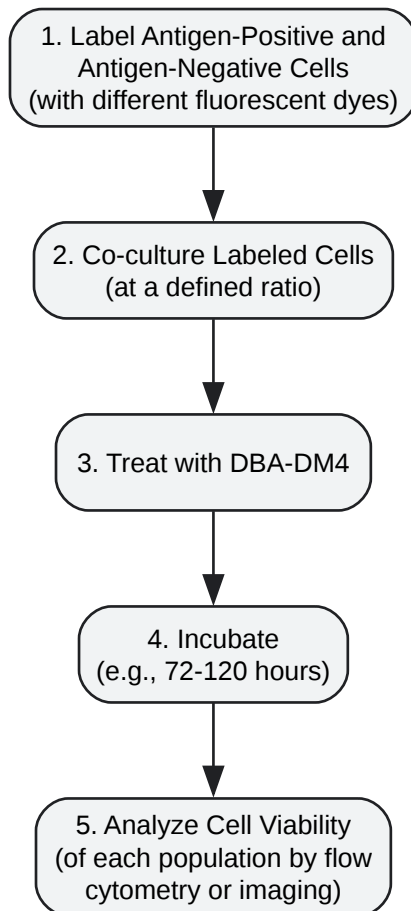 1. Label Antigen-Positive and
Antigen-Negative Cells
(with different fluorescent dyes)
2. Co-culture Labeled Cells
(at a defined ratio)
3. Treat with DBA-DM4
4. Incubate
(e.g., 72-120 hours)
5. Analyze Cell Viability
(of each population by flow
cytometry or imaging)